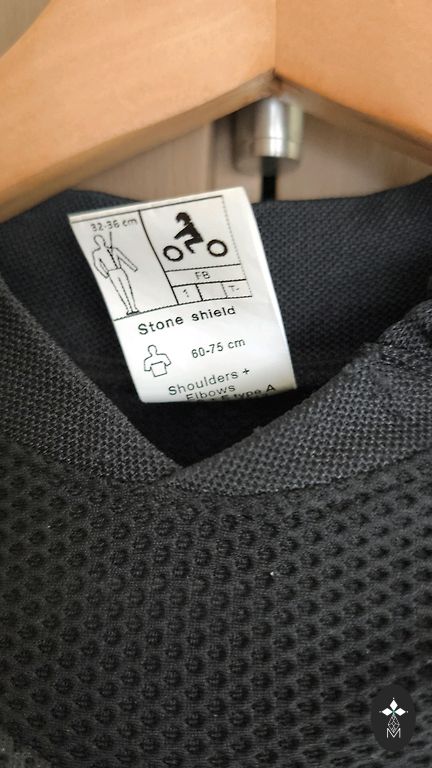 32-36 cm
FB
1 T-
Stone shield
60-75 cm
Shoulders +
Elbows
type A
M